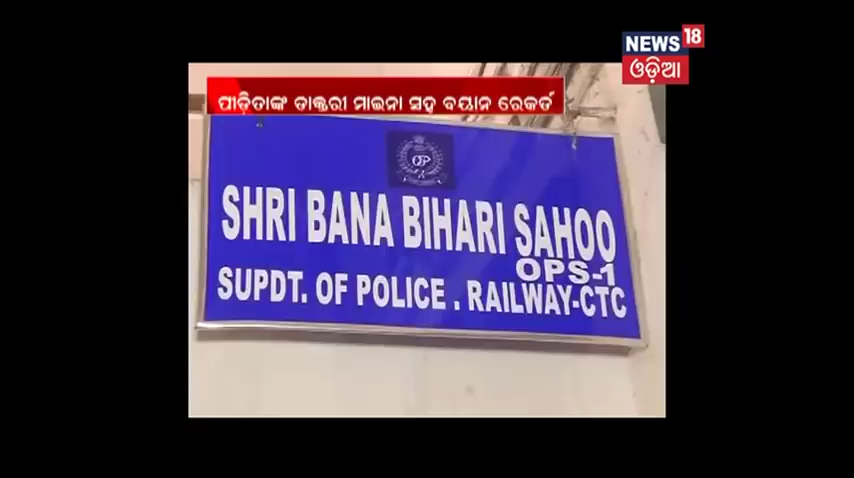 NEWS 18
ଓଡ଼ିଆ
ପୀଡ଼ିତାଙ୍କ ଡାକ୍ତରୀ ମାଇନା ସହ ବୟାନ ରେକର୍ଡ
SHRI BANA BIHARI SAHOO
OPS-1
SUPDT. OF POLICE . RAILWAY-CTC